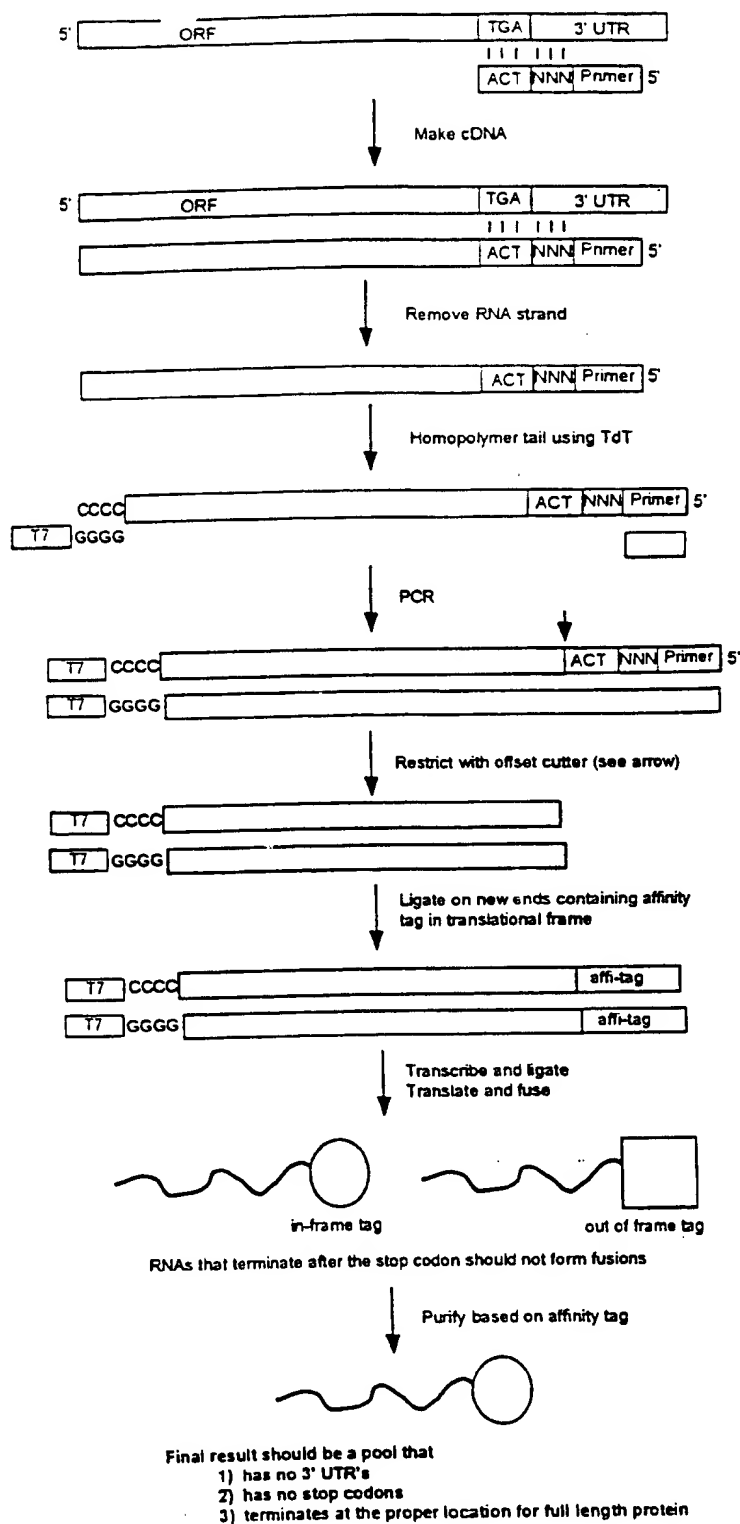 5' ORF TGA 3' UTR
ACT NNN Primer 5'
Make cDNA
5' ORF TGA 3' UTR
ACT NNN Primer 5'
Remove RNA strand
ACT NNN Primer 5'
Homopolymer tail using TdT
CCCC ACT NNN Primer 5'
T7 GGGG
PCR
T7 CCCC ACT NNN Primer 5'
T7 GGGG
Restrict with offset cutter (see arrow)
T7 CCCC
T7 GGGG
Ligate on new ends containing affinity
tag in translational frame
T7 CCCC affi-tag
T7 GGGG affi-tag
Transcribe and ligate
Translate and fuse
in-frame tag out of frame tag
RNAs that terminate after the stop codon should not form fusions
Purify based on affinity tag
Final result should be a pool that
1) has no 3' UTR's
2) has no stop codons
3) terminates at the proper location for full length protein